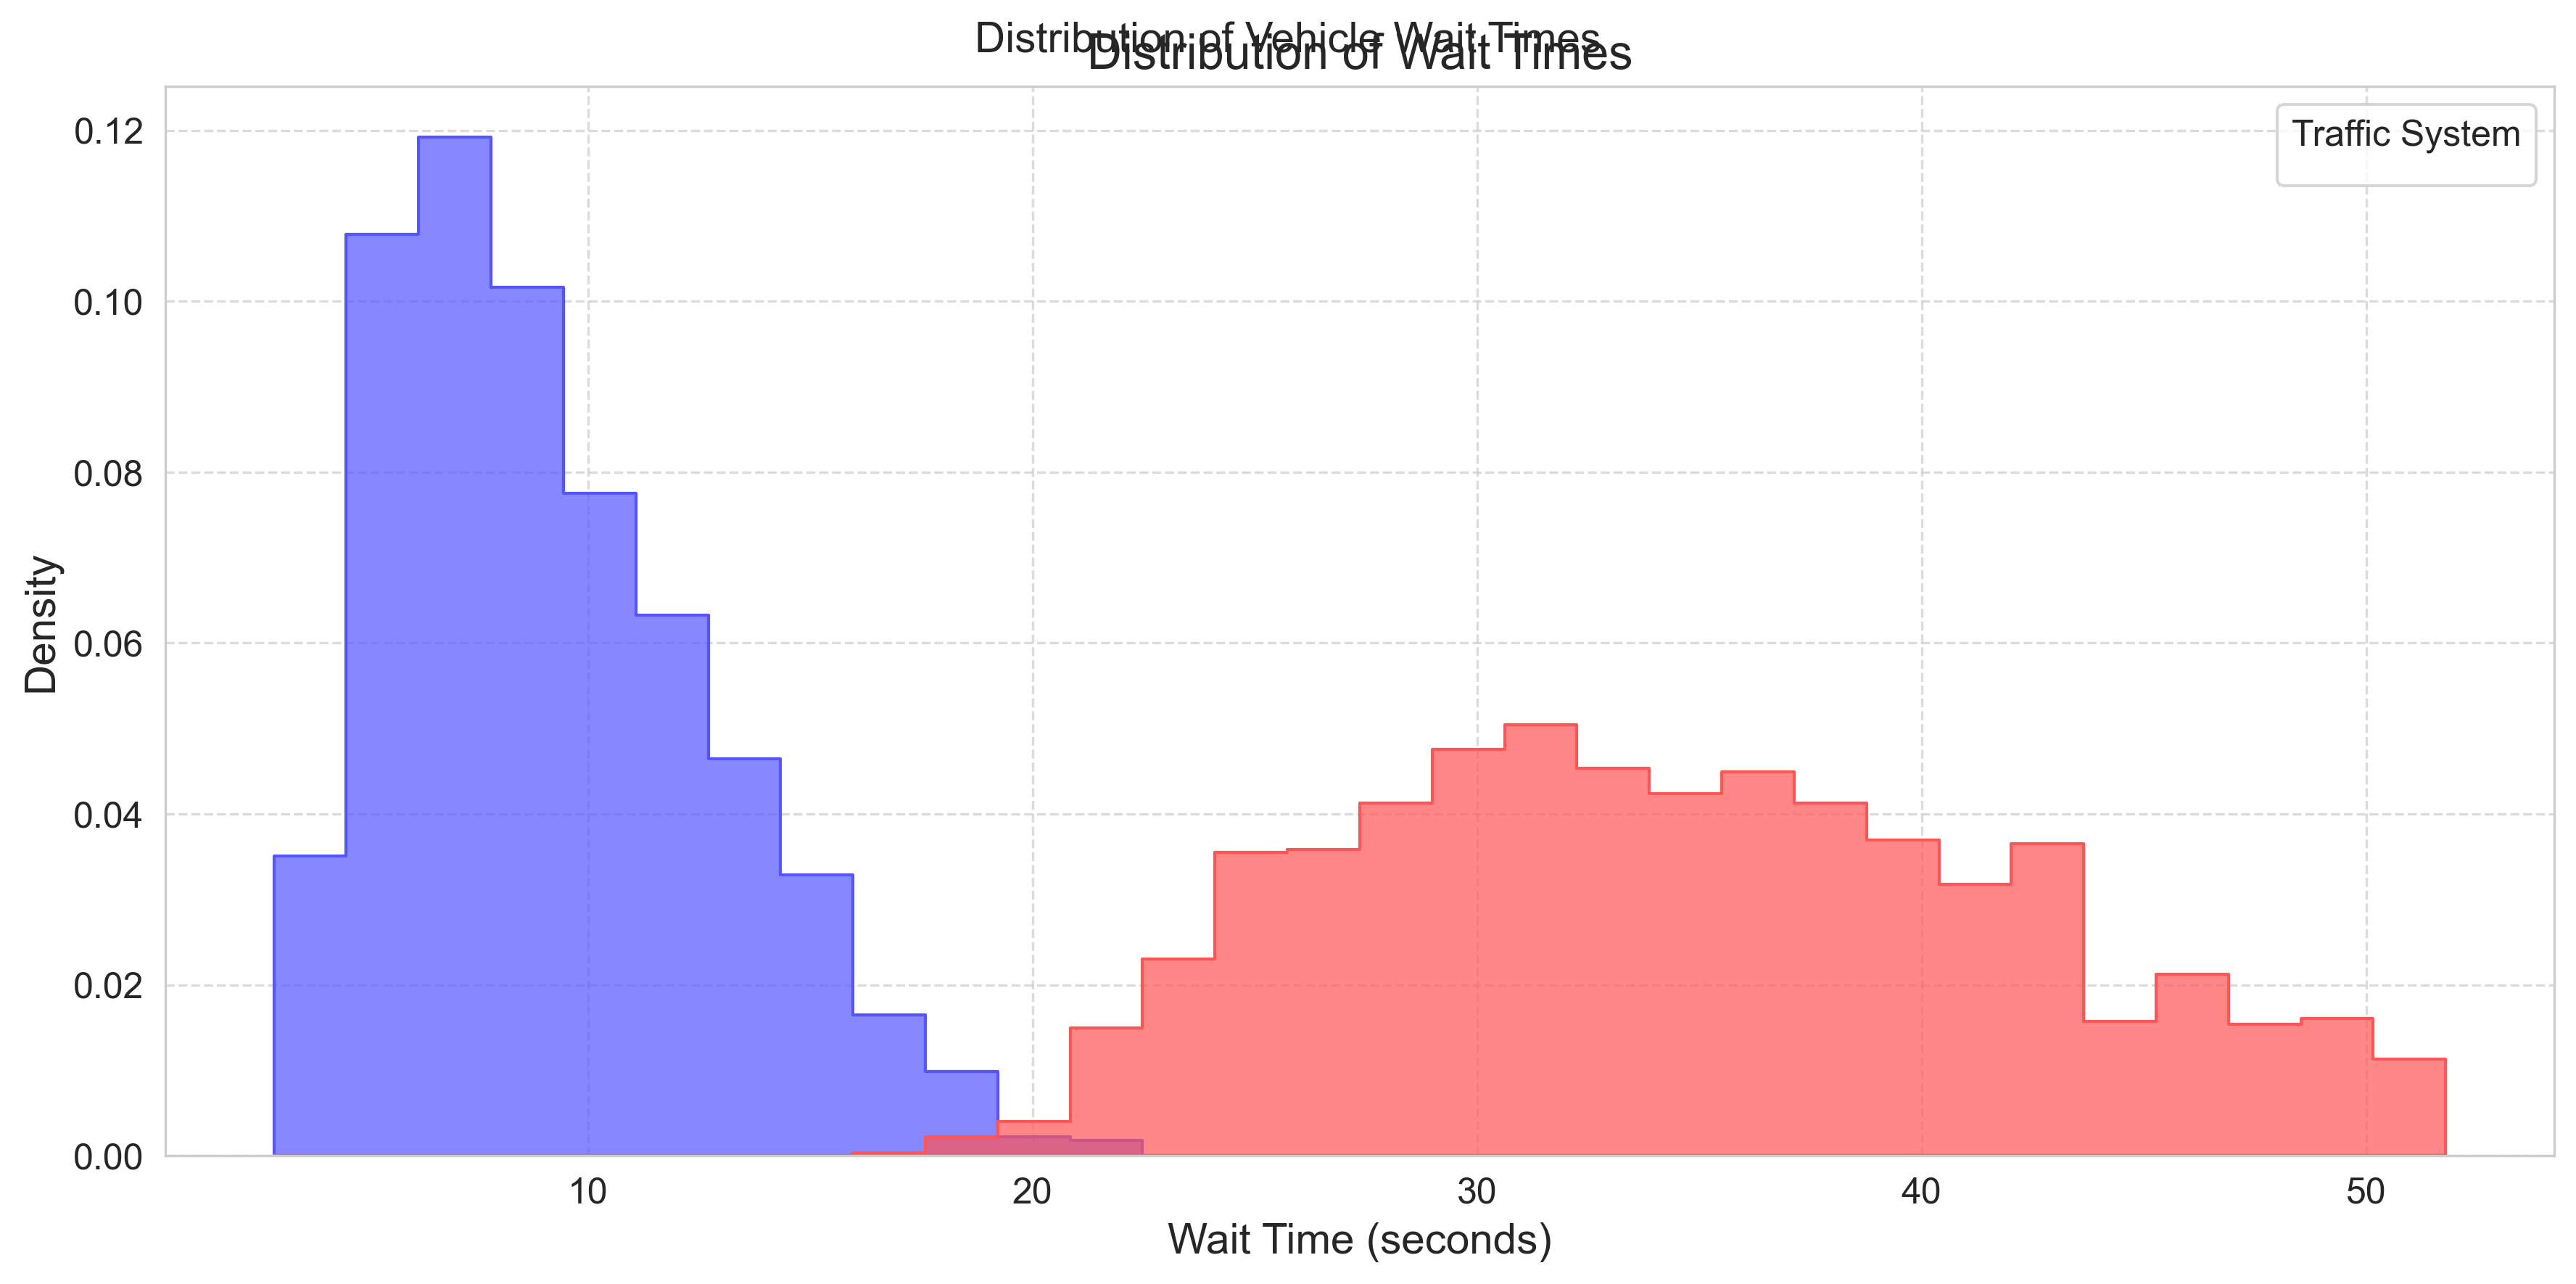 Distribution of Vehicle Wait Times
Distribution of Wait Times
Traffic System
0.12
0.10
0.08
0.06
0.04
0.02
0.00
Density
10 20 30 40 50
Wait Time (seconds)